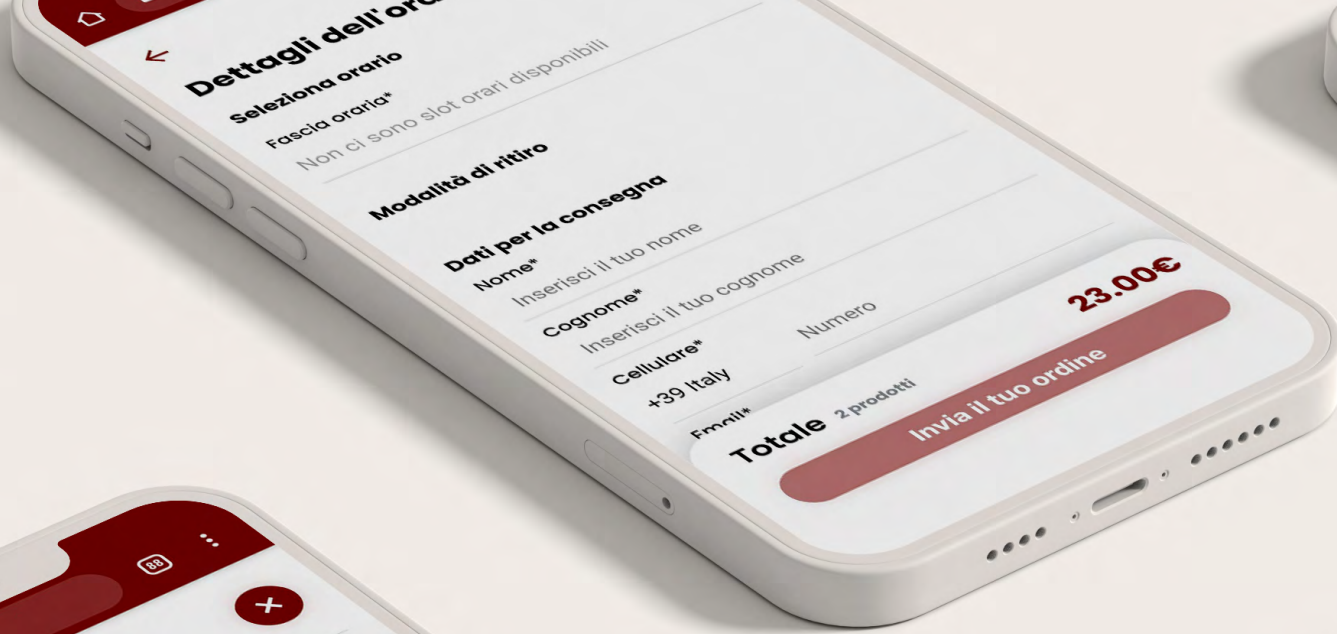 Dettagli dell'ora
Seleziona orario
Fascia oraria*
Non ci sono slot orari disponibili
Modalità di ritiro
Dati per la consegna
Nome*
Inserisci il tuo nome
Cognome*
Inserisci il tuo cognome
Cellulare*
+39 Italy
Numero
Email*
Totale 2 prodotti
23.00€
Invia il tuo ordine
88